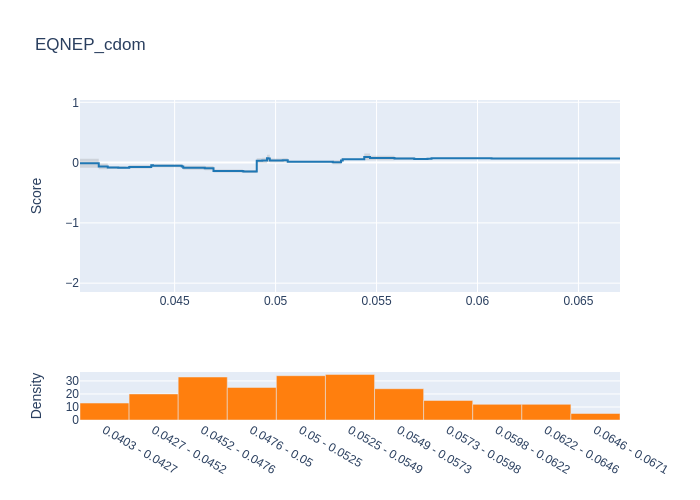 EQNEP_cdom
1
0
−1
−2
Score
0.045
0.05
0.055
0.06
0.065
30
20
10
0
Density
0.0403 - 0.0427
0.0427 - 0.0452
0.0452 - 0.0476
0.0476 - 0.05
0.05 - 0.0525
0.0525 - 0.0549
0.0549 - 0.0573
0.0573 - 0.0598
0.0598 - 0.0622
0.0622 - 0.0646
0.0646 - 0.0671